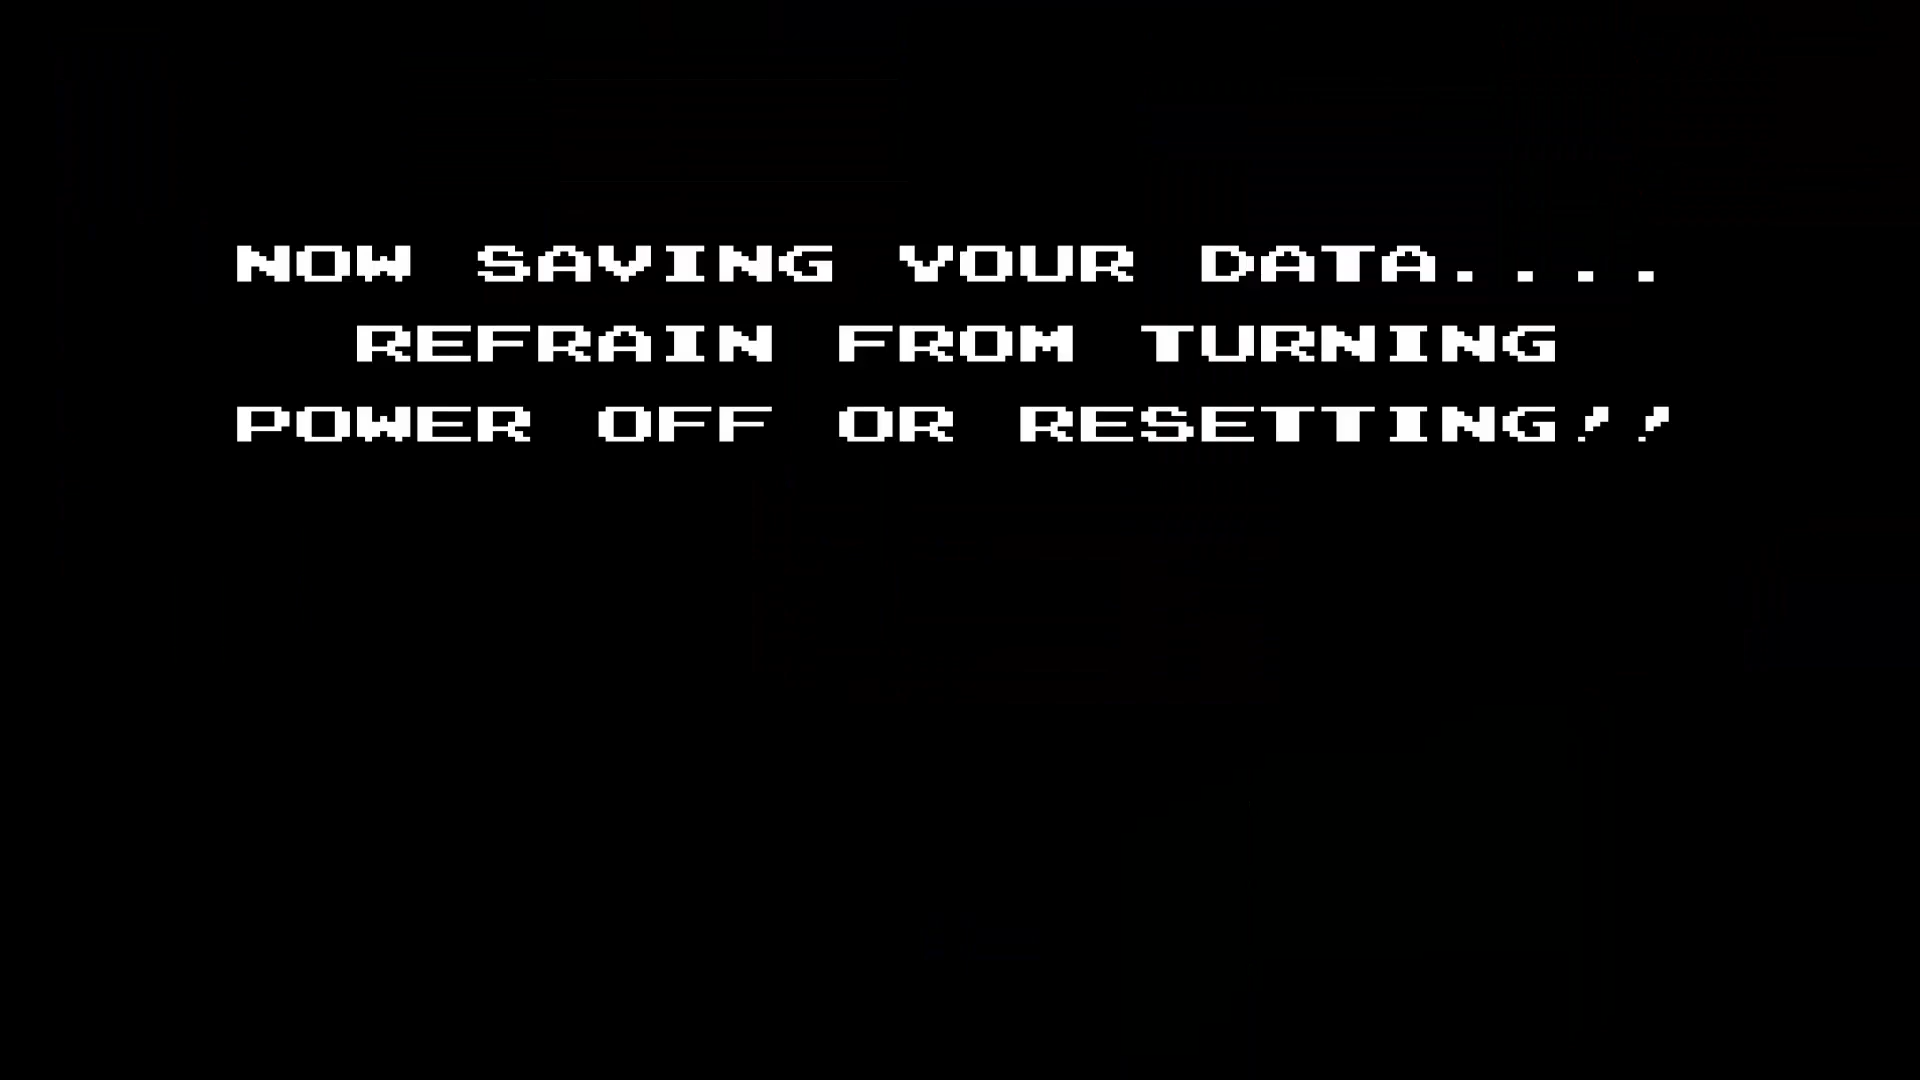 NOW SAVING YOUR DATA....
REFRAIN FROM TURNING
POWER OFF OR RESETTING!!